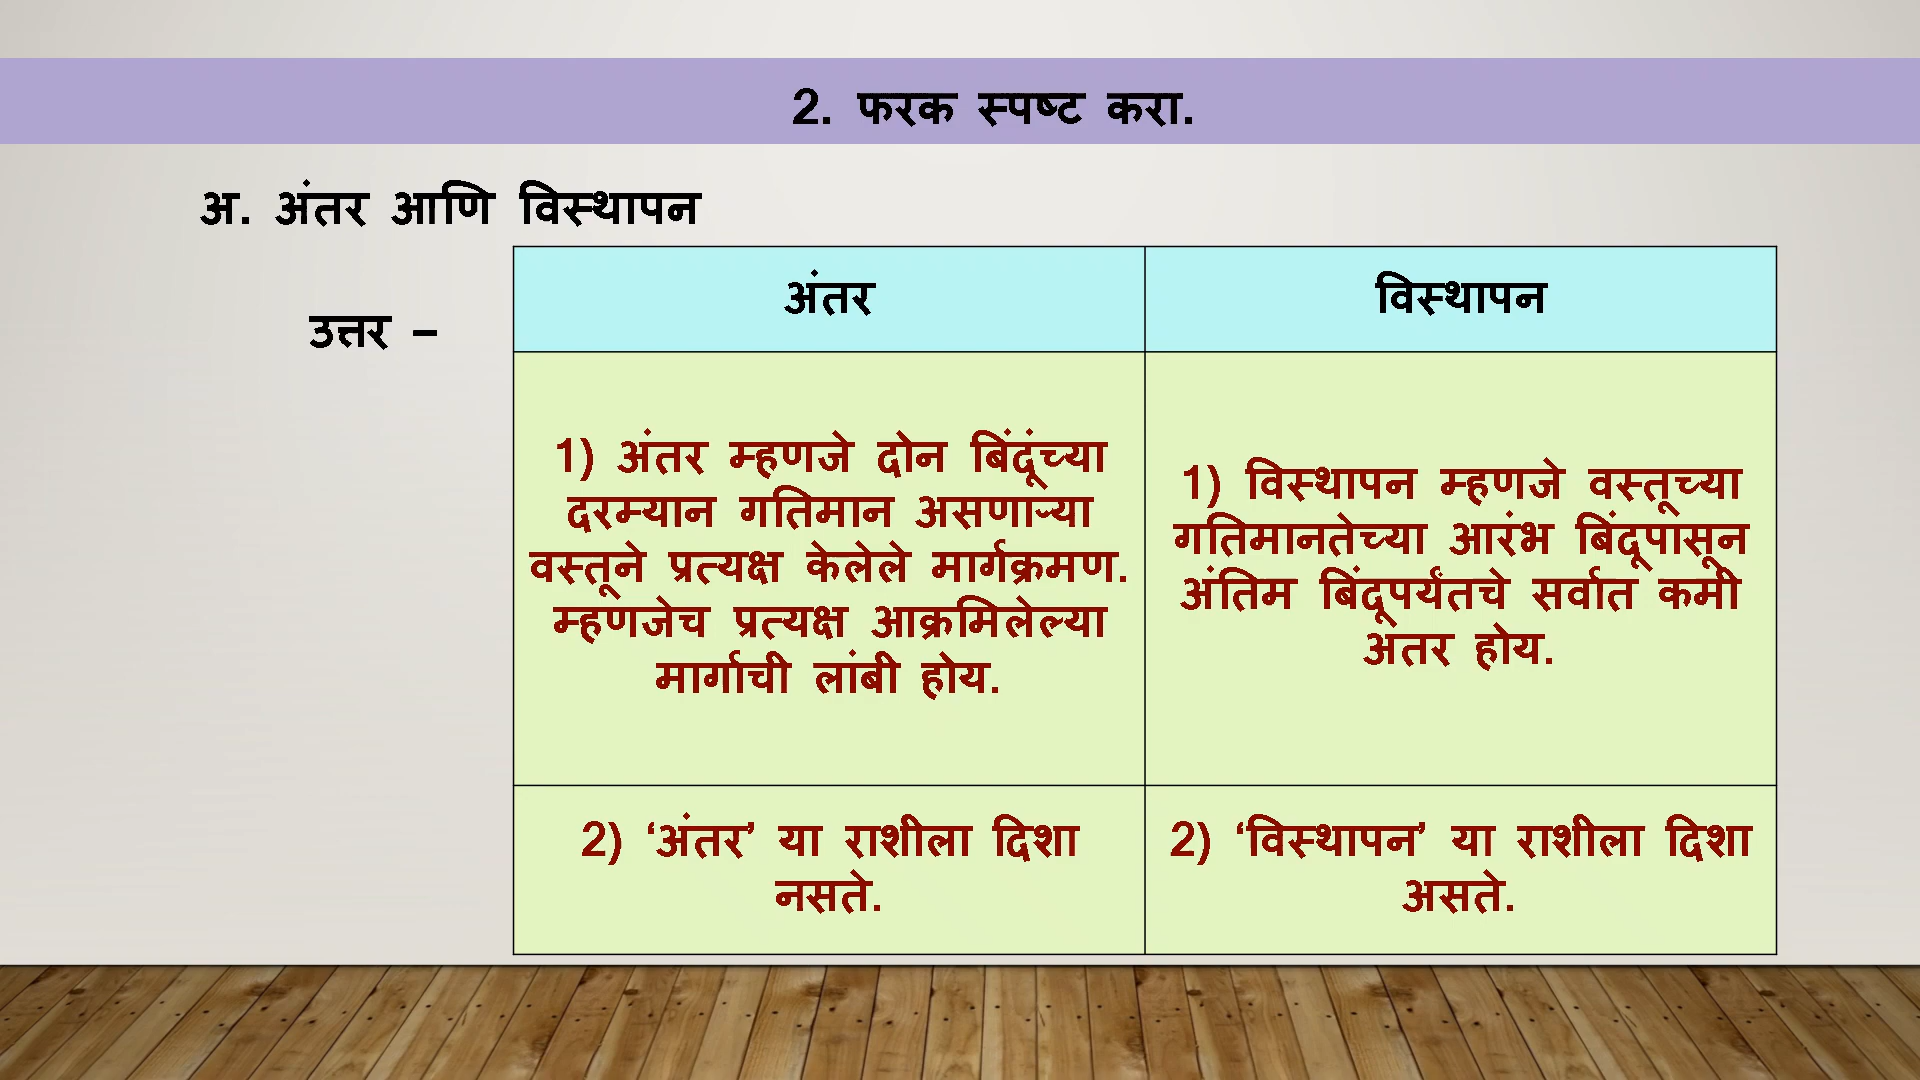 2. फरक स्पष्ट करा.
अ. अंतर आणि विस्थापन
उत्तर –
अंतर
विस्थापन
1) अंतर म्हणजे दोन बिंदूंच्या
दरम्यान गतिमान असणाऱ्या
वस्तूने प्रत्यक्ष केलेले मार्गक्रमण.
म्हणजेच प्रत्यक्ष आक्रमिलेल्या
मार्गाची लांबी होय.
1) विस्थापन म्हणजे वस्तूच्या
गतिमानतेच्या आरंभ बिंदूपासून
अंतिम बिंदूपर्यंतचे सर्वात कमी
अतर होय.
2) ‘अंतर’ या राशीला दिशा
नसते.
2) ‘विस्थापन’ या राशीला दिशा
असते.